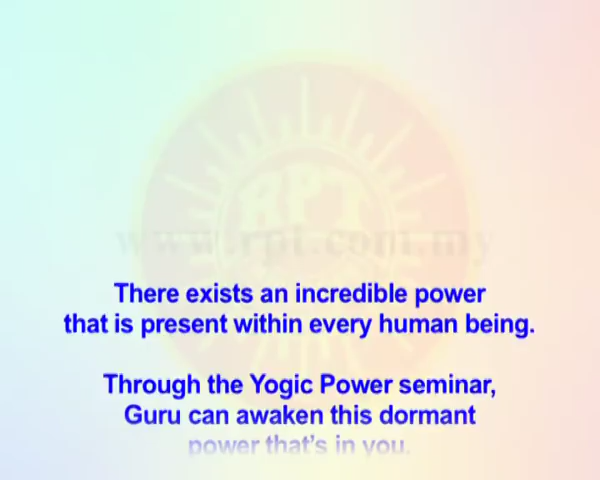 RPT
www.rpt.com.my
There exists an incredible power
that is present within every human being.
Through the Yogic Power seminar,
Guru can awaken this dormant
power that's in you.